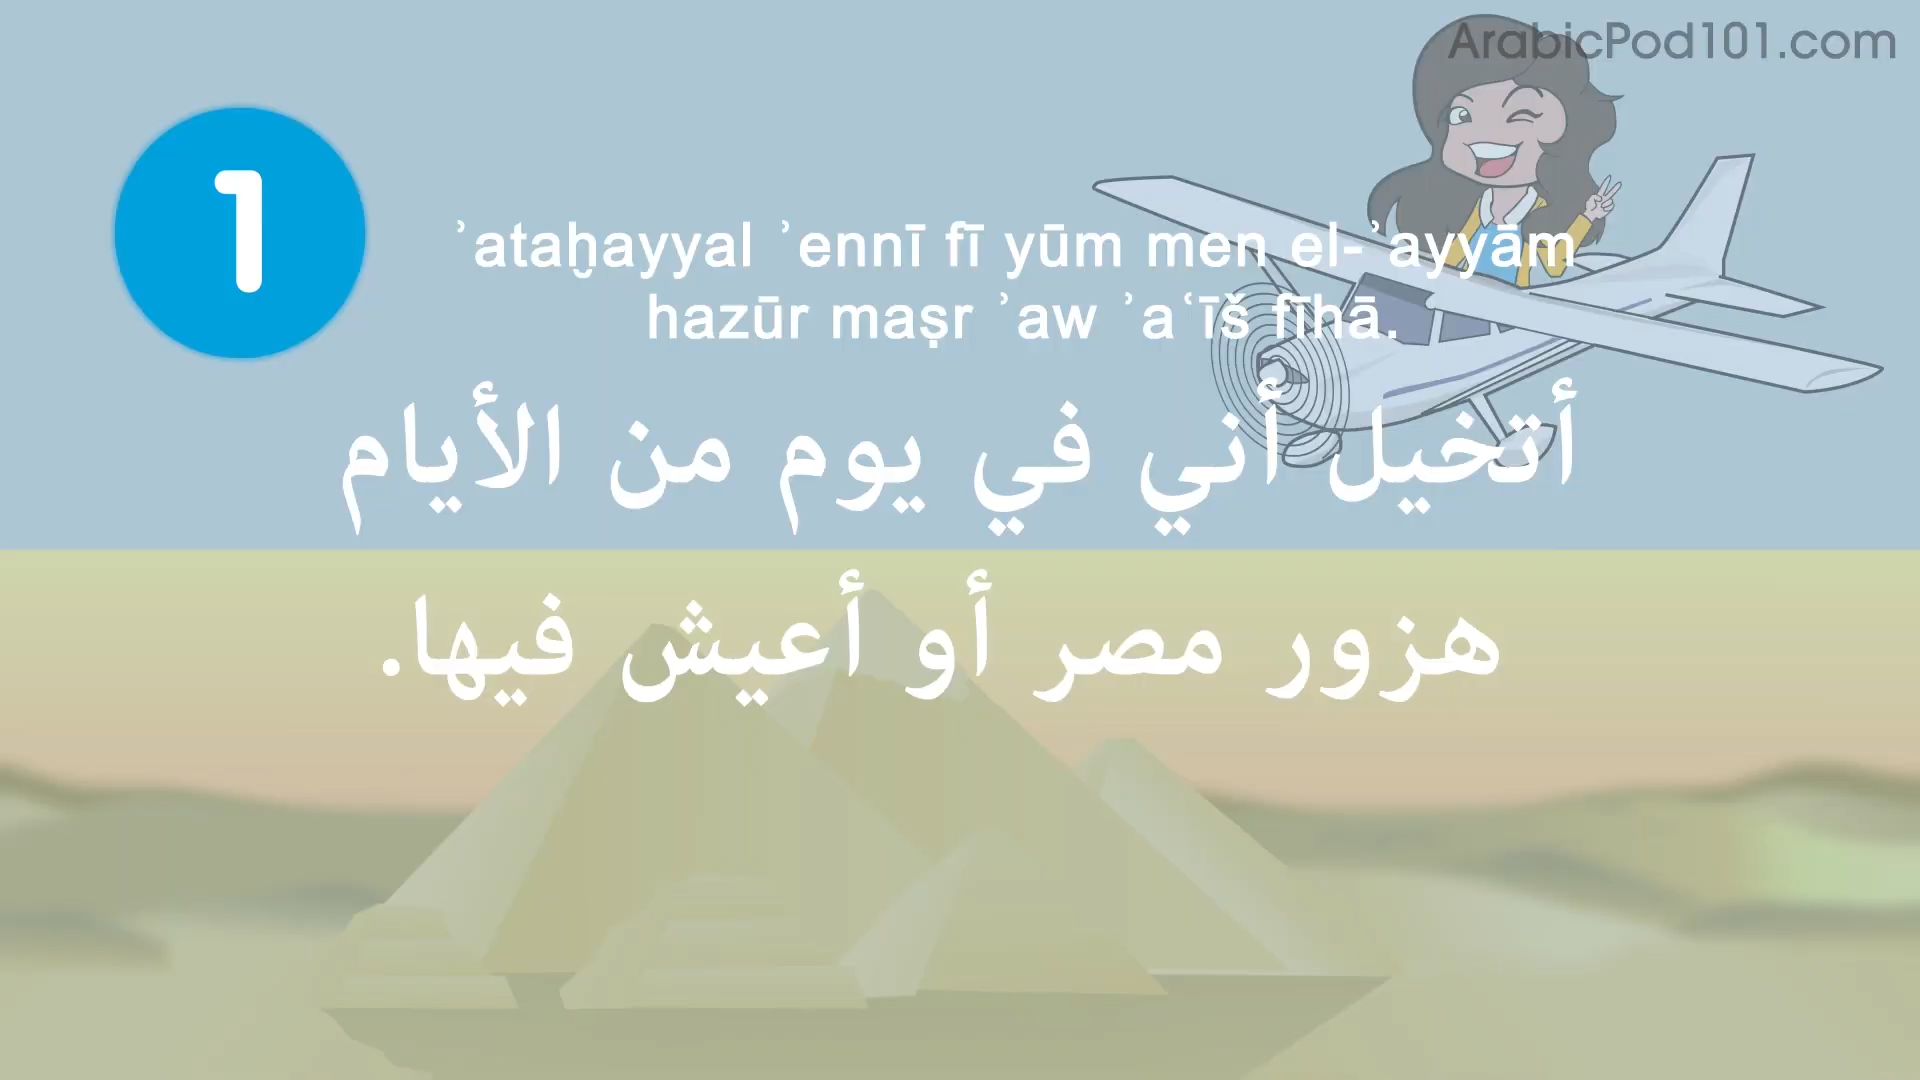 ArabicPod101.com
1
ʾataḫayyal ʾennī fī yūm men el-ʾayyām
hazūr maṣr ʾaw ʾaʿīš fīhā.
أتخيل أني في يوم من الأيام
هزور مصر أو أعيش فيها.